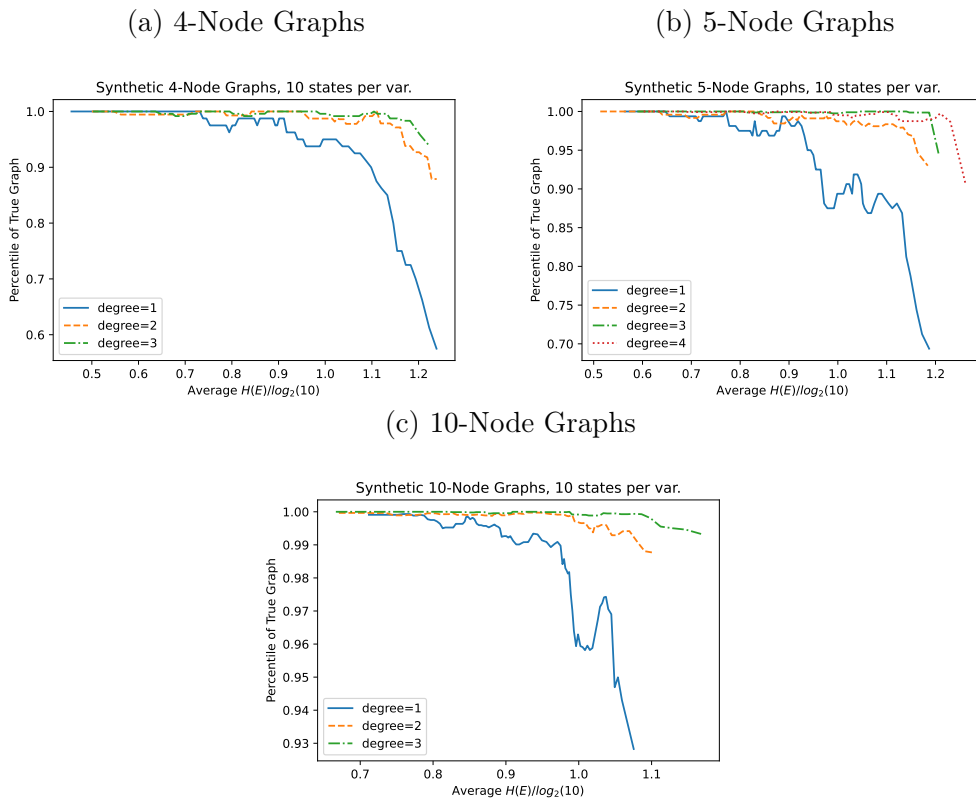 (a) 4-Node Graphs
Synthetic 4-Node Graphs, 10 states per var.
Percentile of True Graph
1.0
0.9
0.8
0.7
0.6
degree=1
degree=2
degree=3
0.5 0.6 0.7 0.8 0.9 1.0 1.1 1.2
Average H(E)/log₂(10)
(b) 5-Node Graphs
Synthetic 5-Node Graphs, 10 states per var.
Percentile of True Graph
1.00
0.95
0.90
0.85
0.80
0.75
0.70
degree=1
degree=2
degree=3
degree=4
0.5 0.6 0.7 0.8 0.9 1.0 1.1 1.2
Average H(E)/log₂(10)
(c) 10-Node Graphs
Synthetic 10-Node Graphs, 10 states per var.
Percentile of True Graph
1.00
0.99
0.98
0.97
0.96
0.95
0.94
0.93
degree=1
degree=2
degree=3
0.7 0.8 0.9 1.0 1.1
Average H(E)/log₂(10)